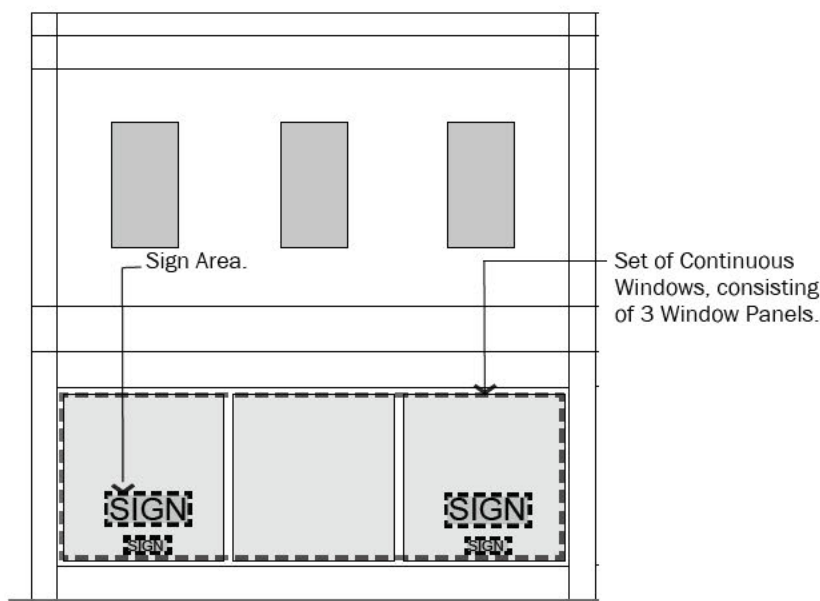 Sign Area.
Set of Continuous
Windows, consisting
of 3 Window Panels.
SIGN
SIGN
SIGN
SIGN